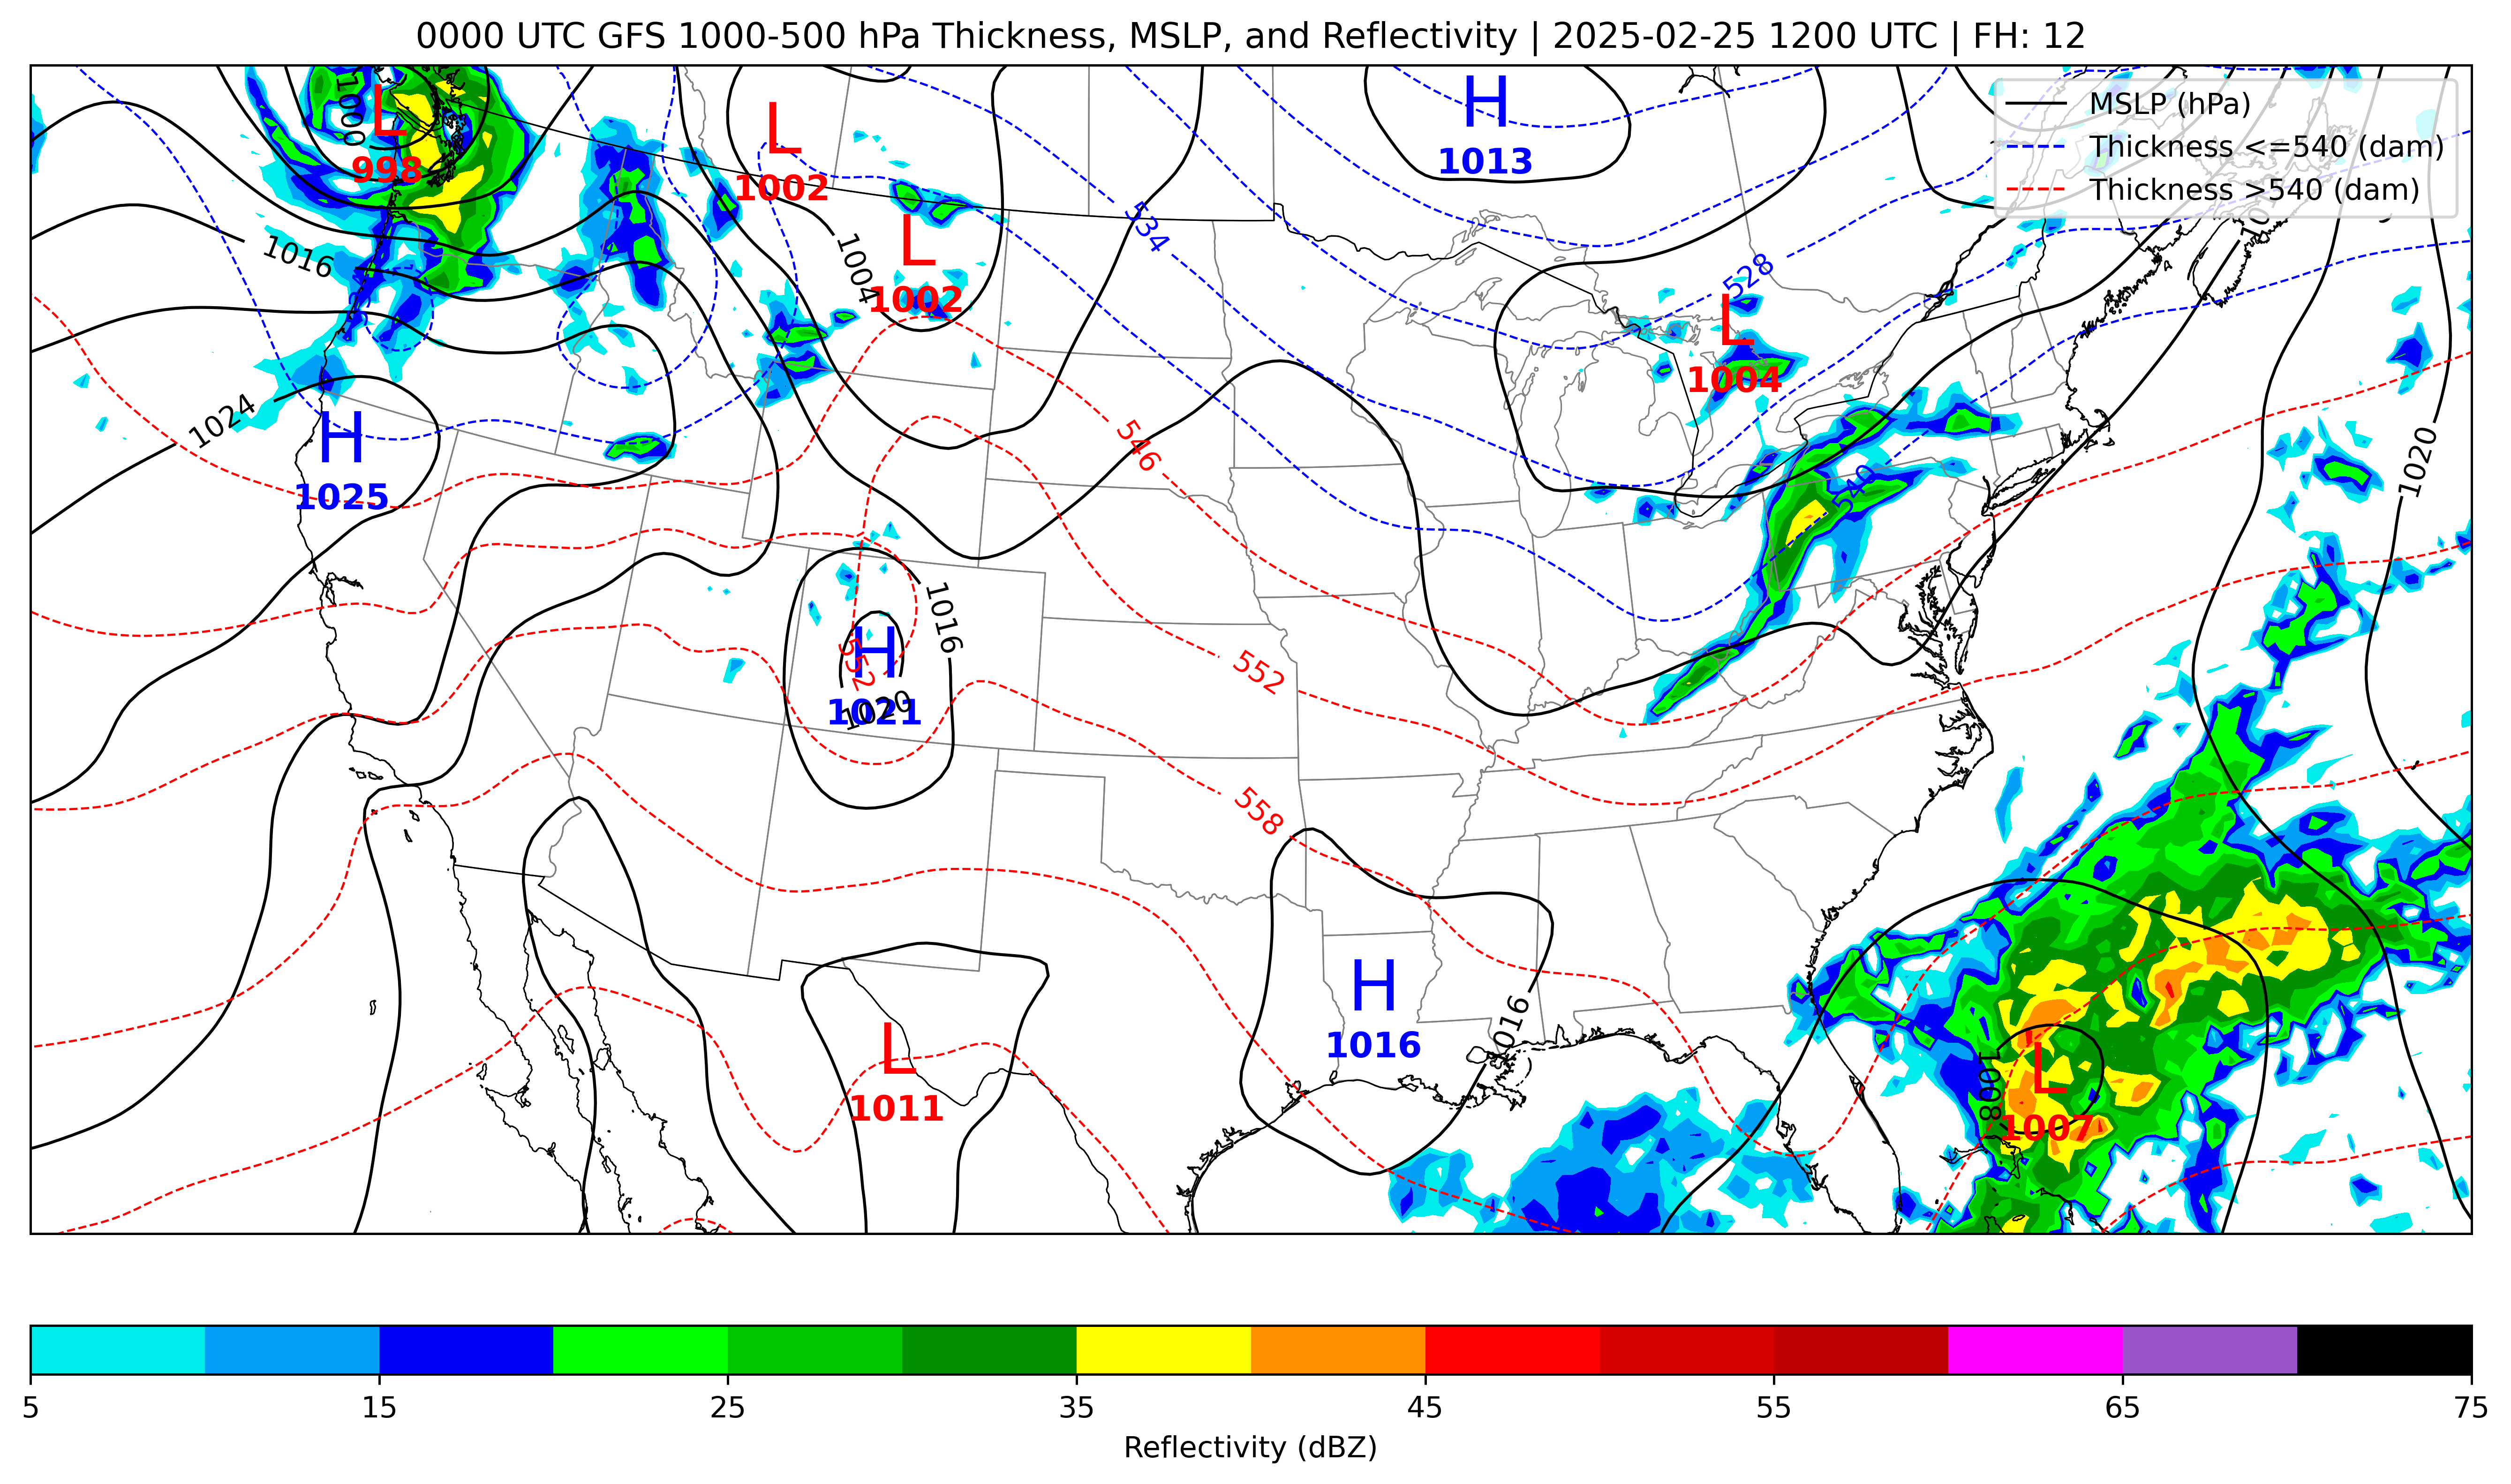 0000 UTC GFS 1000-500 hPa Thickness, MSLP, and Reflectivity | 2025-02-25 1200 UTC | FH: 12
MSLP (hPa)
Thickness <=540 (dam)
Thickness >540 (dam)
1000
L
998
L
1002
H
1013
534
1016
1004
L
1002
528
L
1004
1024
H
1025
546
540
1020
1016
H
552
1020
1021
552
558
H
1016
1016
L
1011
1008
L
1007
5
15
25
35
45
55
65
75
Reflectivity (dBZ)